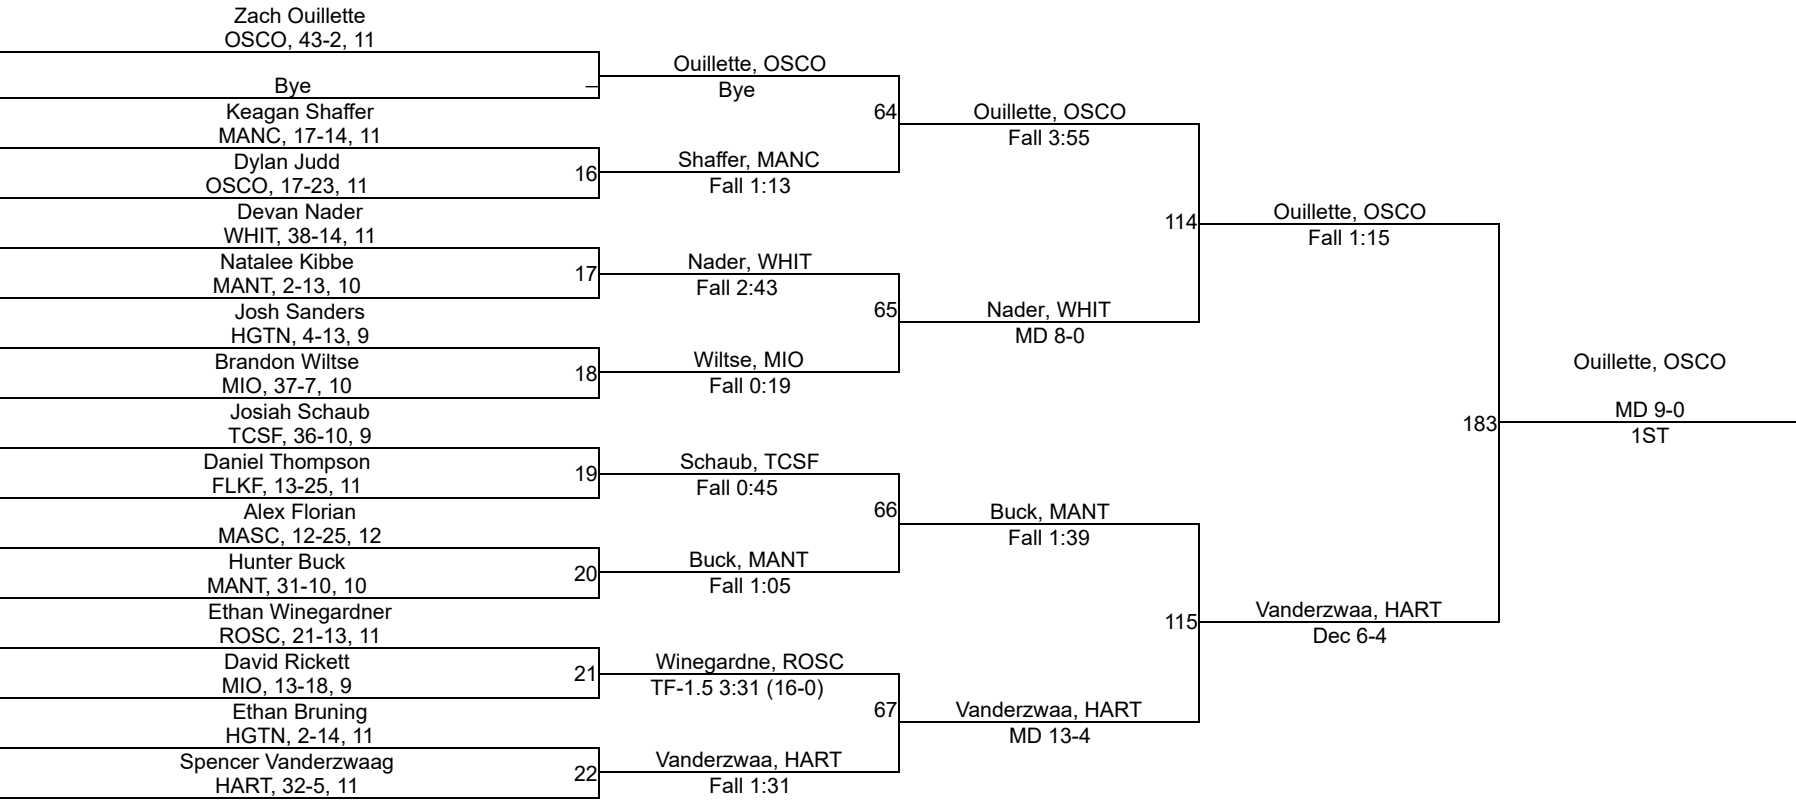 Zach Ouillette
OSCO, 43-2, 11
Bye
Keagan Shaffer
MANC, 17-14, 11
Dylan Judd
OSCO, 17-23, 11
16
Devan Nader
WHIT, 38-14, 11
Natalee Kibbe
MANT, 2-13, 10
17
Josh Sanders
HGTN, 4-13, 9
Brandon Wiltse
MIO, 37-7, 10
18
Josiah Schaub
TCSF, 36-10, 9
Daniel Thompson
FLKF, 13-25, 11
19
Alex Florian
MASC, 12-25, 12
Hunter Buck
MANT, 31-10, 10
20
Ethan Winegardner
ROSC, 21-13, 11
David Rickett
MIO, 13-18, 9
21
Ethan Bruning
HGTN, 2-14, 11
Spencer Vanderzwaag
HART, 32-5, 11
22
Ouillette, OSCO
Bye
64
Shaffer, MANC
Fall 1:13
Nader, WHIT
Fall 2:43
65
Wiltse, MIO
Fall 0:19
Schaub, TCSF
Fall 0:45
66
Buck, MANT
Fall 1:05
Winegardne, ROSC
TF-1.5 3:31 (16-0)
67
Vanderzwaa, HART
Fall 1:31
Ouillette, OSCO
Fall 3:55
114
Nader, WHIT
MD 8-0
Buck, MANT
Fall 1:39
115
Vanderzwaa, HART
MD 13-4
Ouillette, OSCO
Fall 1:15
183
Vanderzwaa, HART
Dec 6-4
Ouillette, OSCO
MD 9-0
1ST